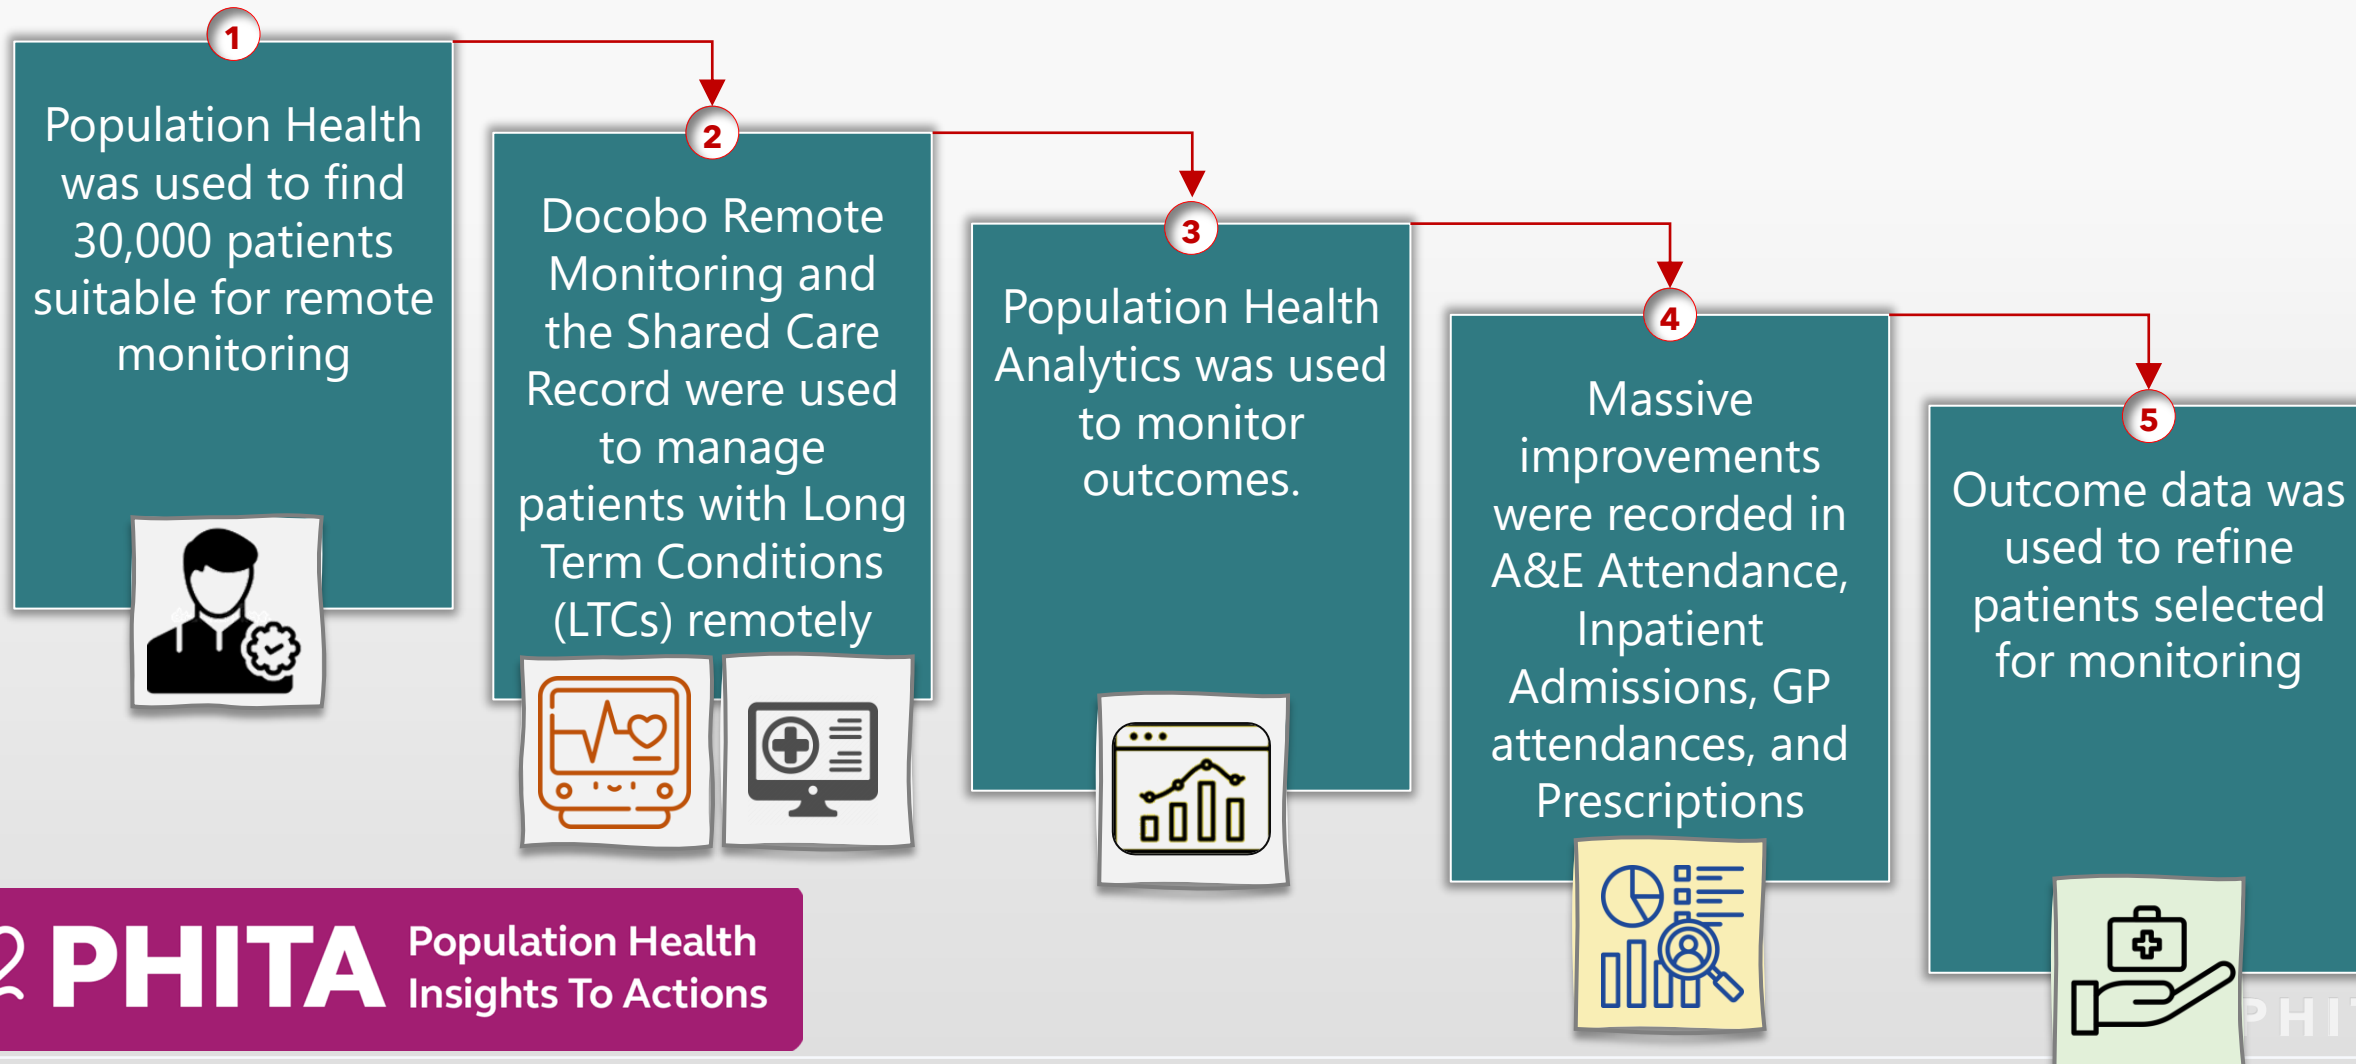 1
Population Health
was used to find
30,000 patients
suitable for remote
monitoring
2
Docobo Remote
Monitoring and
the Shared Care
Record were used
to manage
patients with Long
Term Conditions
(LTCs) remotely
3
Population Health
Analytics was used
to monitor
outcomes.
4
Massive
improvements
were recorded in
A&E Attendance,
Inpatient
Admissions, GP
attendances, and
Prescriptions
5
Outcome data was
used to refine
patients selected
for monitoring
PHITA
Population Health
Insights To Actions
PHI